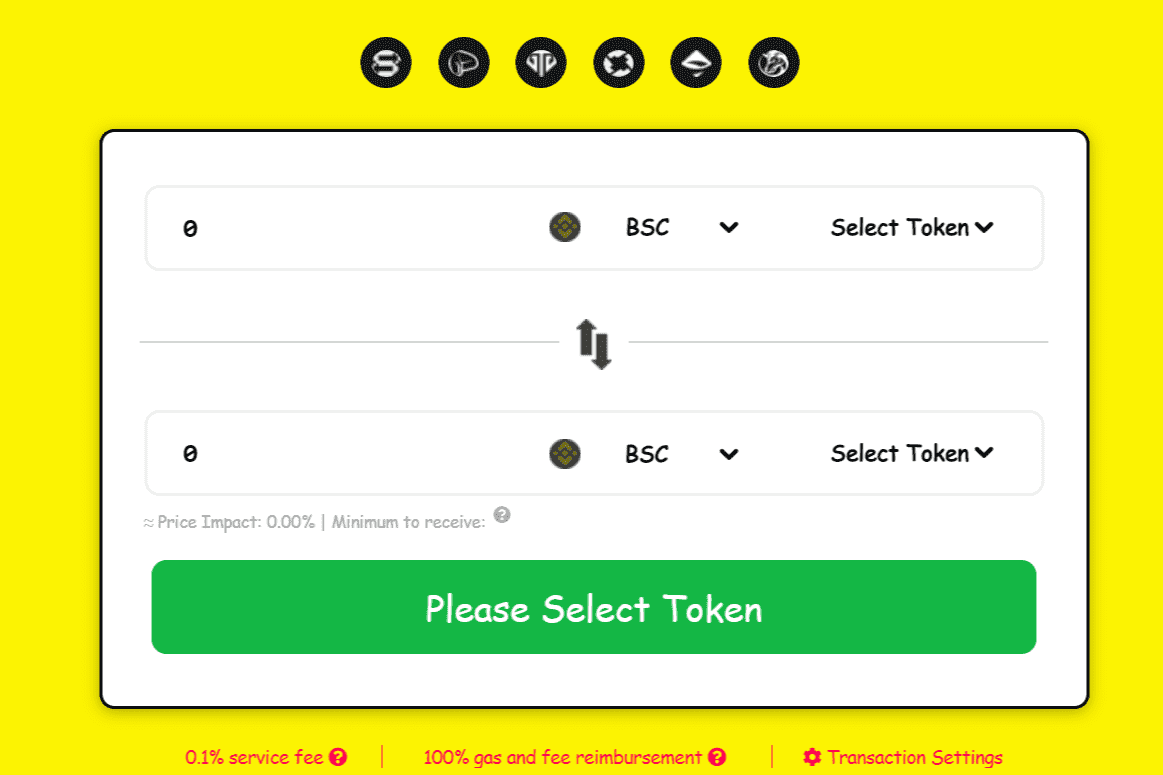 0 BSC Select Token
0 BSC Select Token
≈ Price Impact: 0.00% | Minimum to receive: ?
Please Select Token
0.1% service fee ? | 100% gas and fee reimbursement ? | Transaction Settings